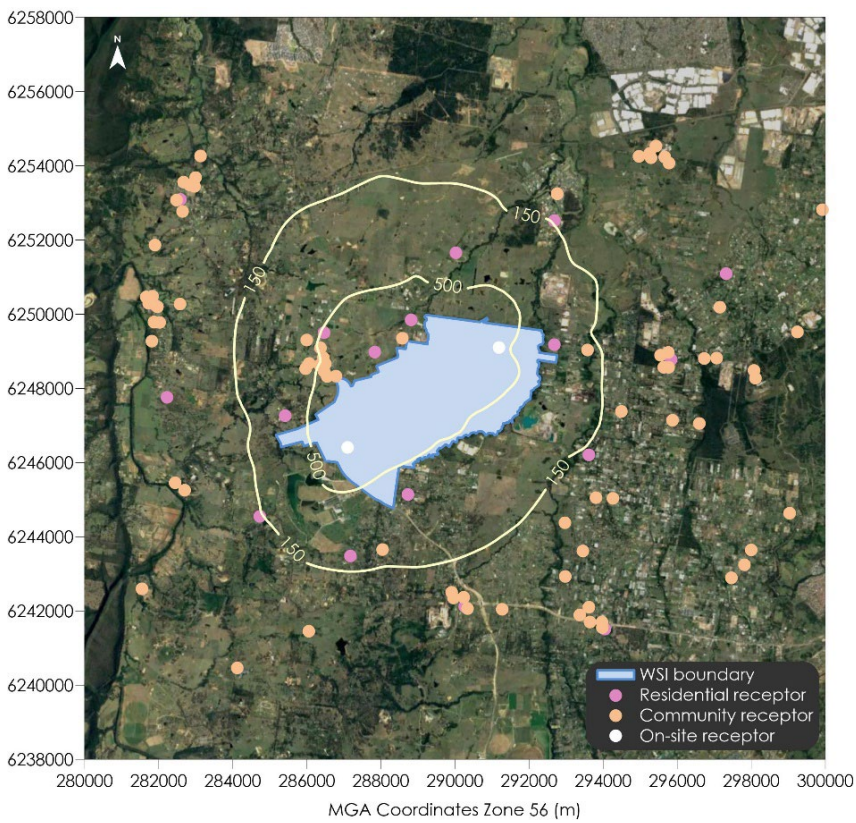 6258000
N
6256000
6254000
150
6252000
150
500
6250000
6248000
6246000
500
150
6244000
150
6242000
6240000
WSI boundary
Residential receptor
Community receptor
On-site receptor
6238000
280000 282000 284000 286000 288000 290000 292000 294000 296000 298000 300000
MGA Coordinates Zone 56 (m)